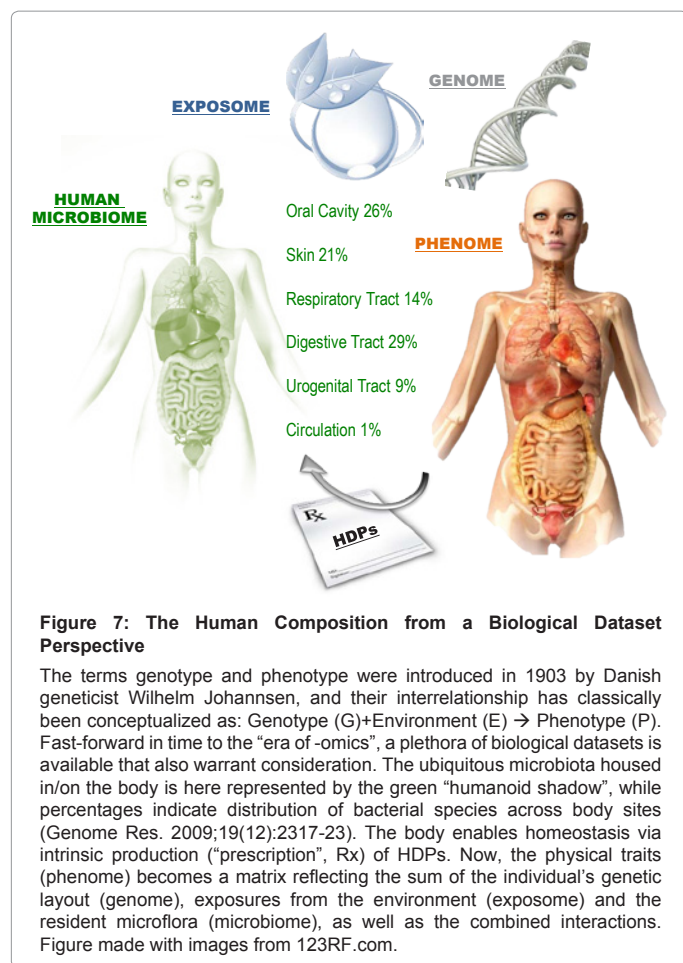 EXPOSOME
GENOME
HUMAN
MICROBIOME
Oral Cavity 26%
PHENOME
Skin 21%
Respiratory Tract 14%
Digestive Tract 29%
Urogenital Tract 9%
Circulation 1%
Rx
HDPs
Figure 7: The Human Composition from a Biological Dataset
Perspective
The terms genotype and phenotype were introduced in 1903 by Danish
geneticist Wilhelm Johannsen, and their interrelationship has classically
been conceptualized as: Genotype (G)+Environment (E) → Phenotype (P).
Fast-forward in time to the “era of -omics”, a plethora of biological datasets is
available that also warrant consideration. The ubiquitous microbiota housed
in/on the body is here represented by the green “humanoid shadow”, while
percentages indicate distribution of bacterial species across body sites
(Genome Res. 2009;19(12):2317-23). The body enables homeostasis via
intrinsic production (“prescription”, Rx) of HDPs. Now, the physical traits
(phenome) becomes a matrix reflecting the sum of the individual’s genetic
layout (genome), exposures from the environment (exposome) and the
resident microflora (microbiome), as well as the combined interactions.
Figure made with images from 123RF.com.